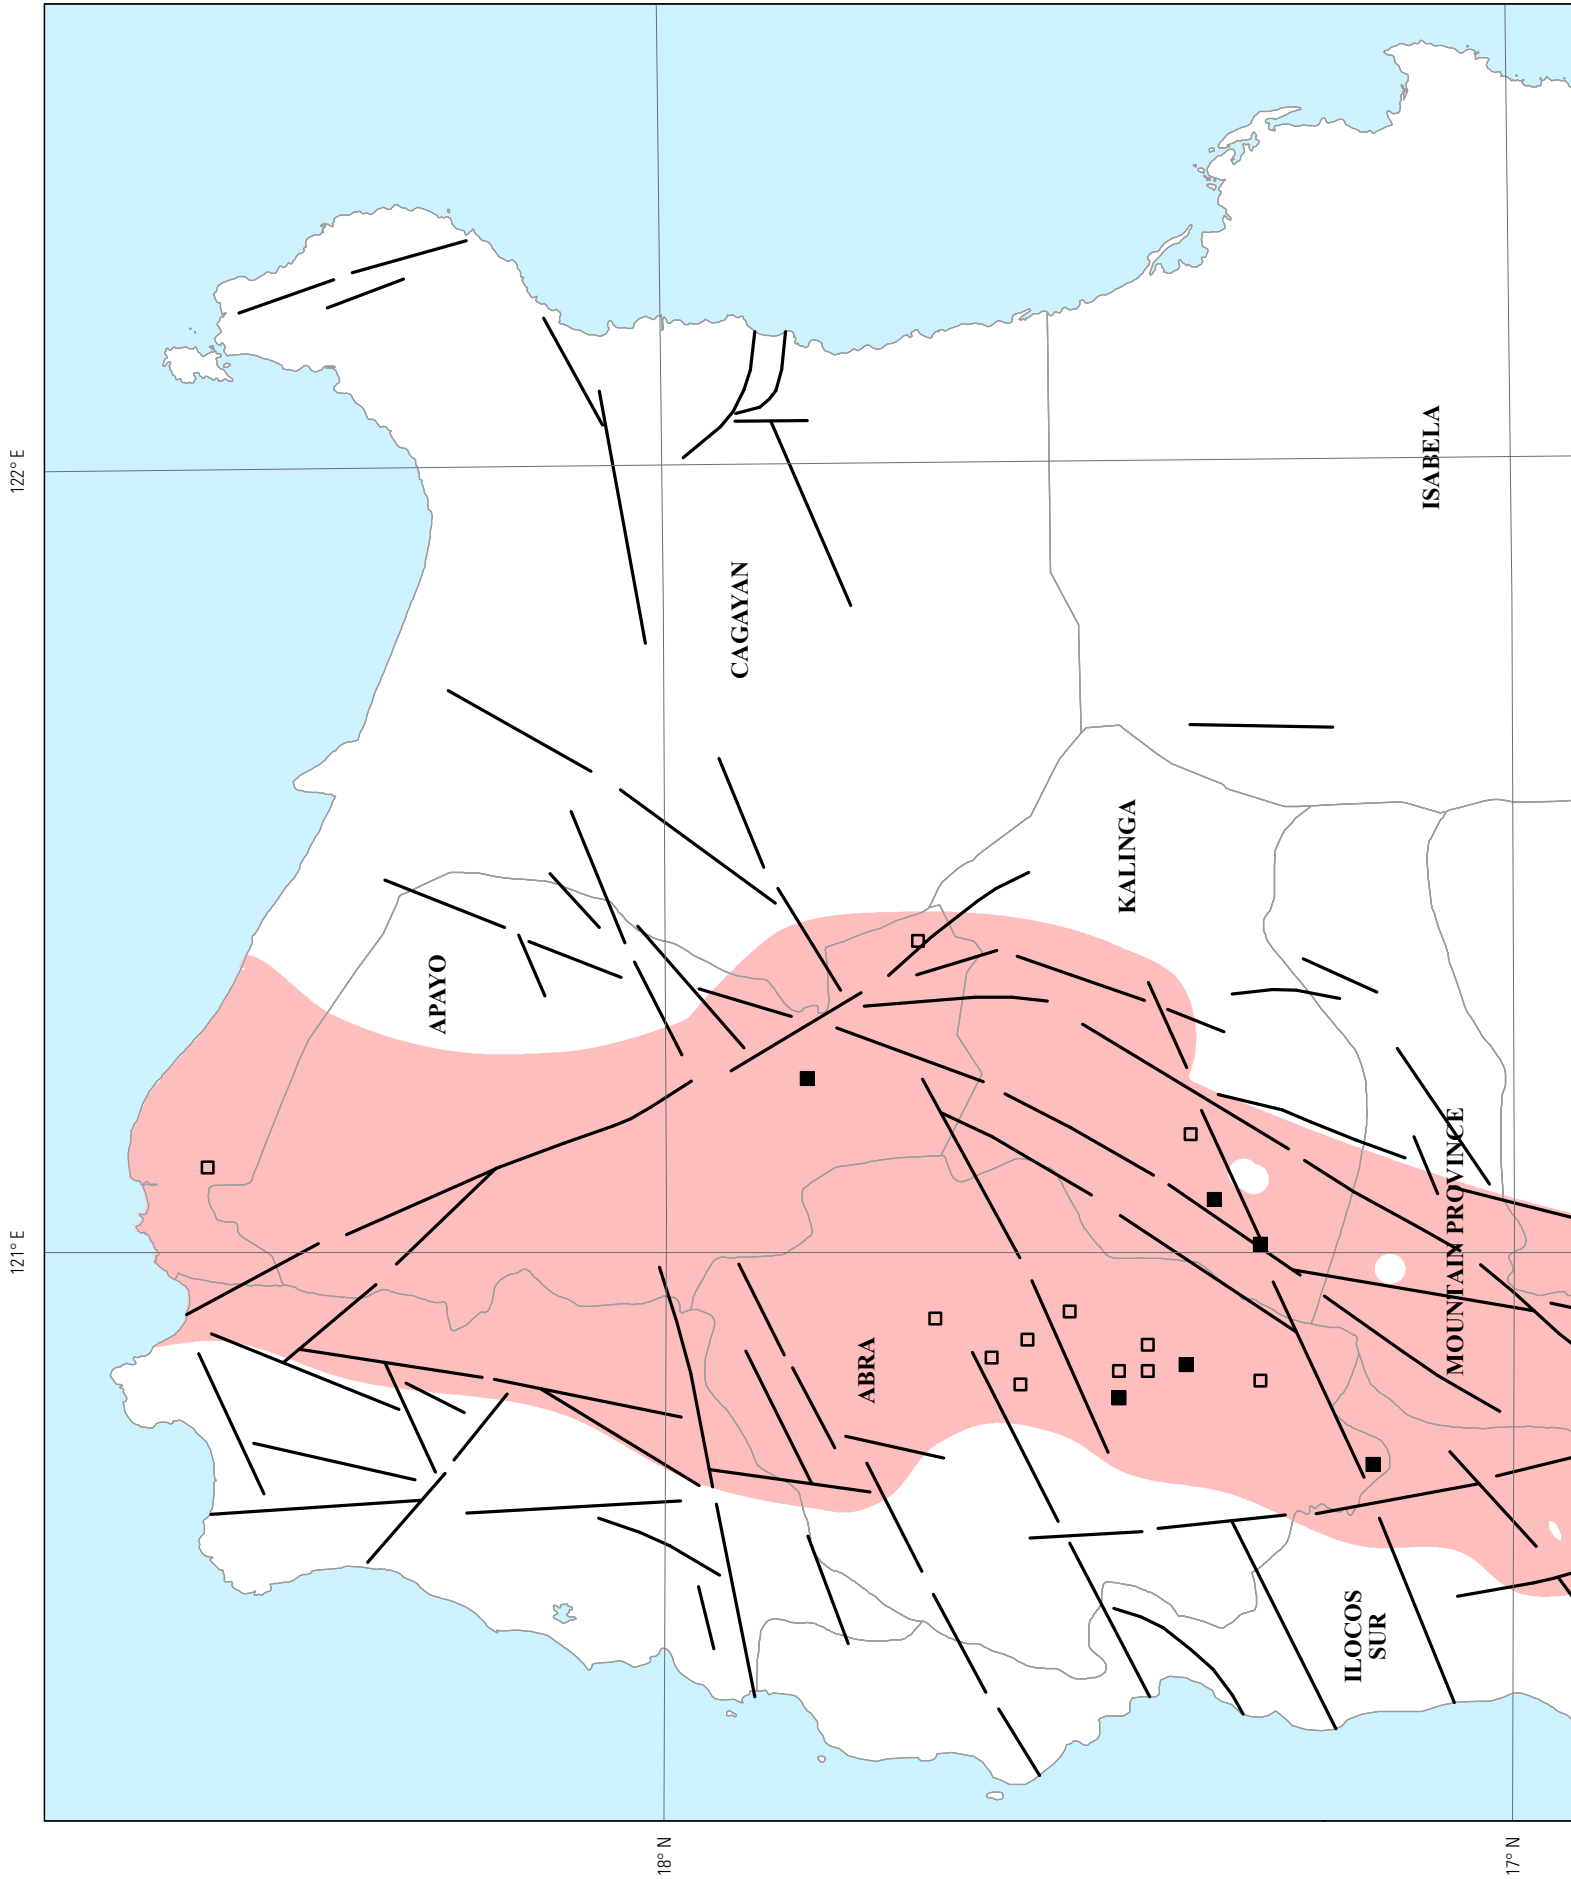 122° E
121° E
CAGAYAN
ISABELA
APAYO
KALINGA
ABRA
MOUNTAIN PROVINCE
ILOCOS
SUR
18° N
17° N